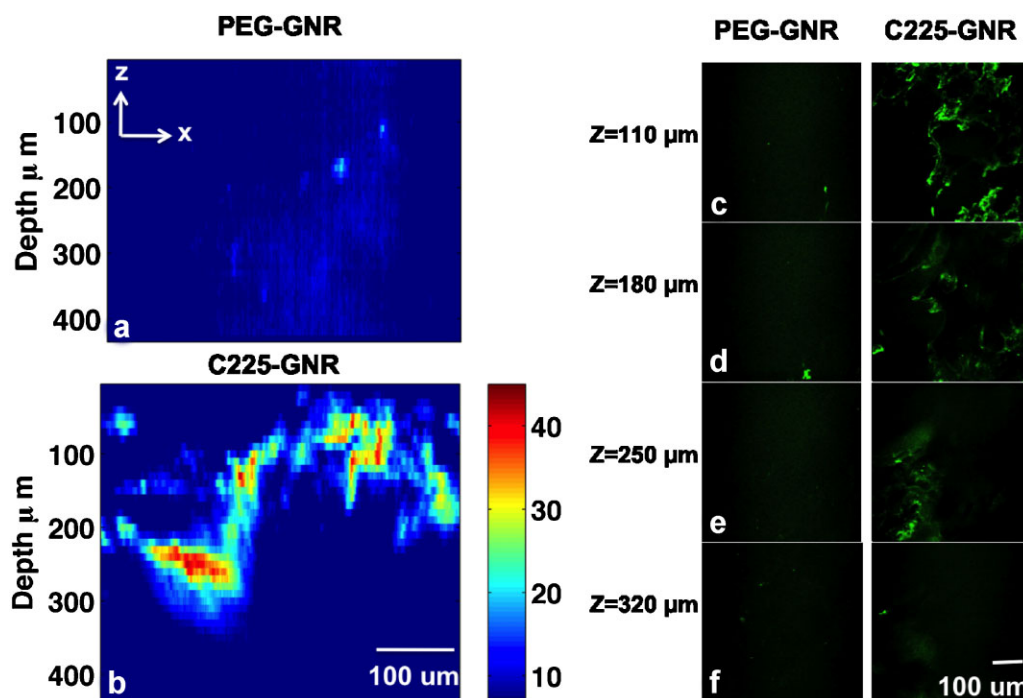 PEG-GNR
z
x
100
200
300
400
Depth μ m
a
C225-GNR
100
200
300
400
Depth μ m
b
100 um
40
30
20
10
PEG-GNR C225-GNR
Z=110 μm
c
Z=180 μm
d
Z=250 μm
e
Z=320 μm
f
100 um